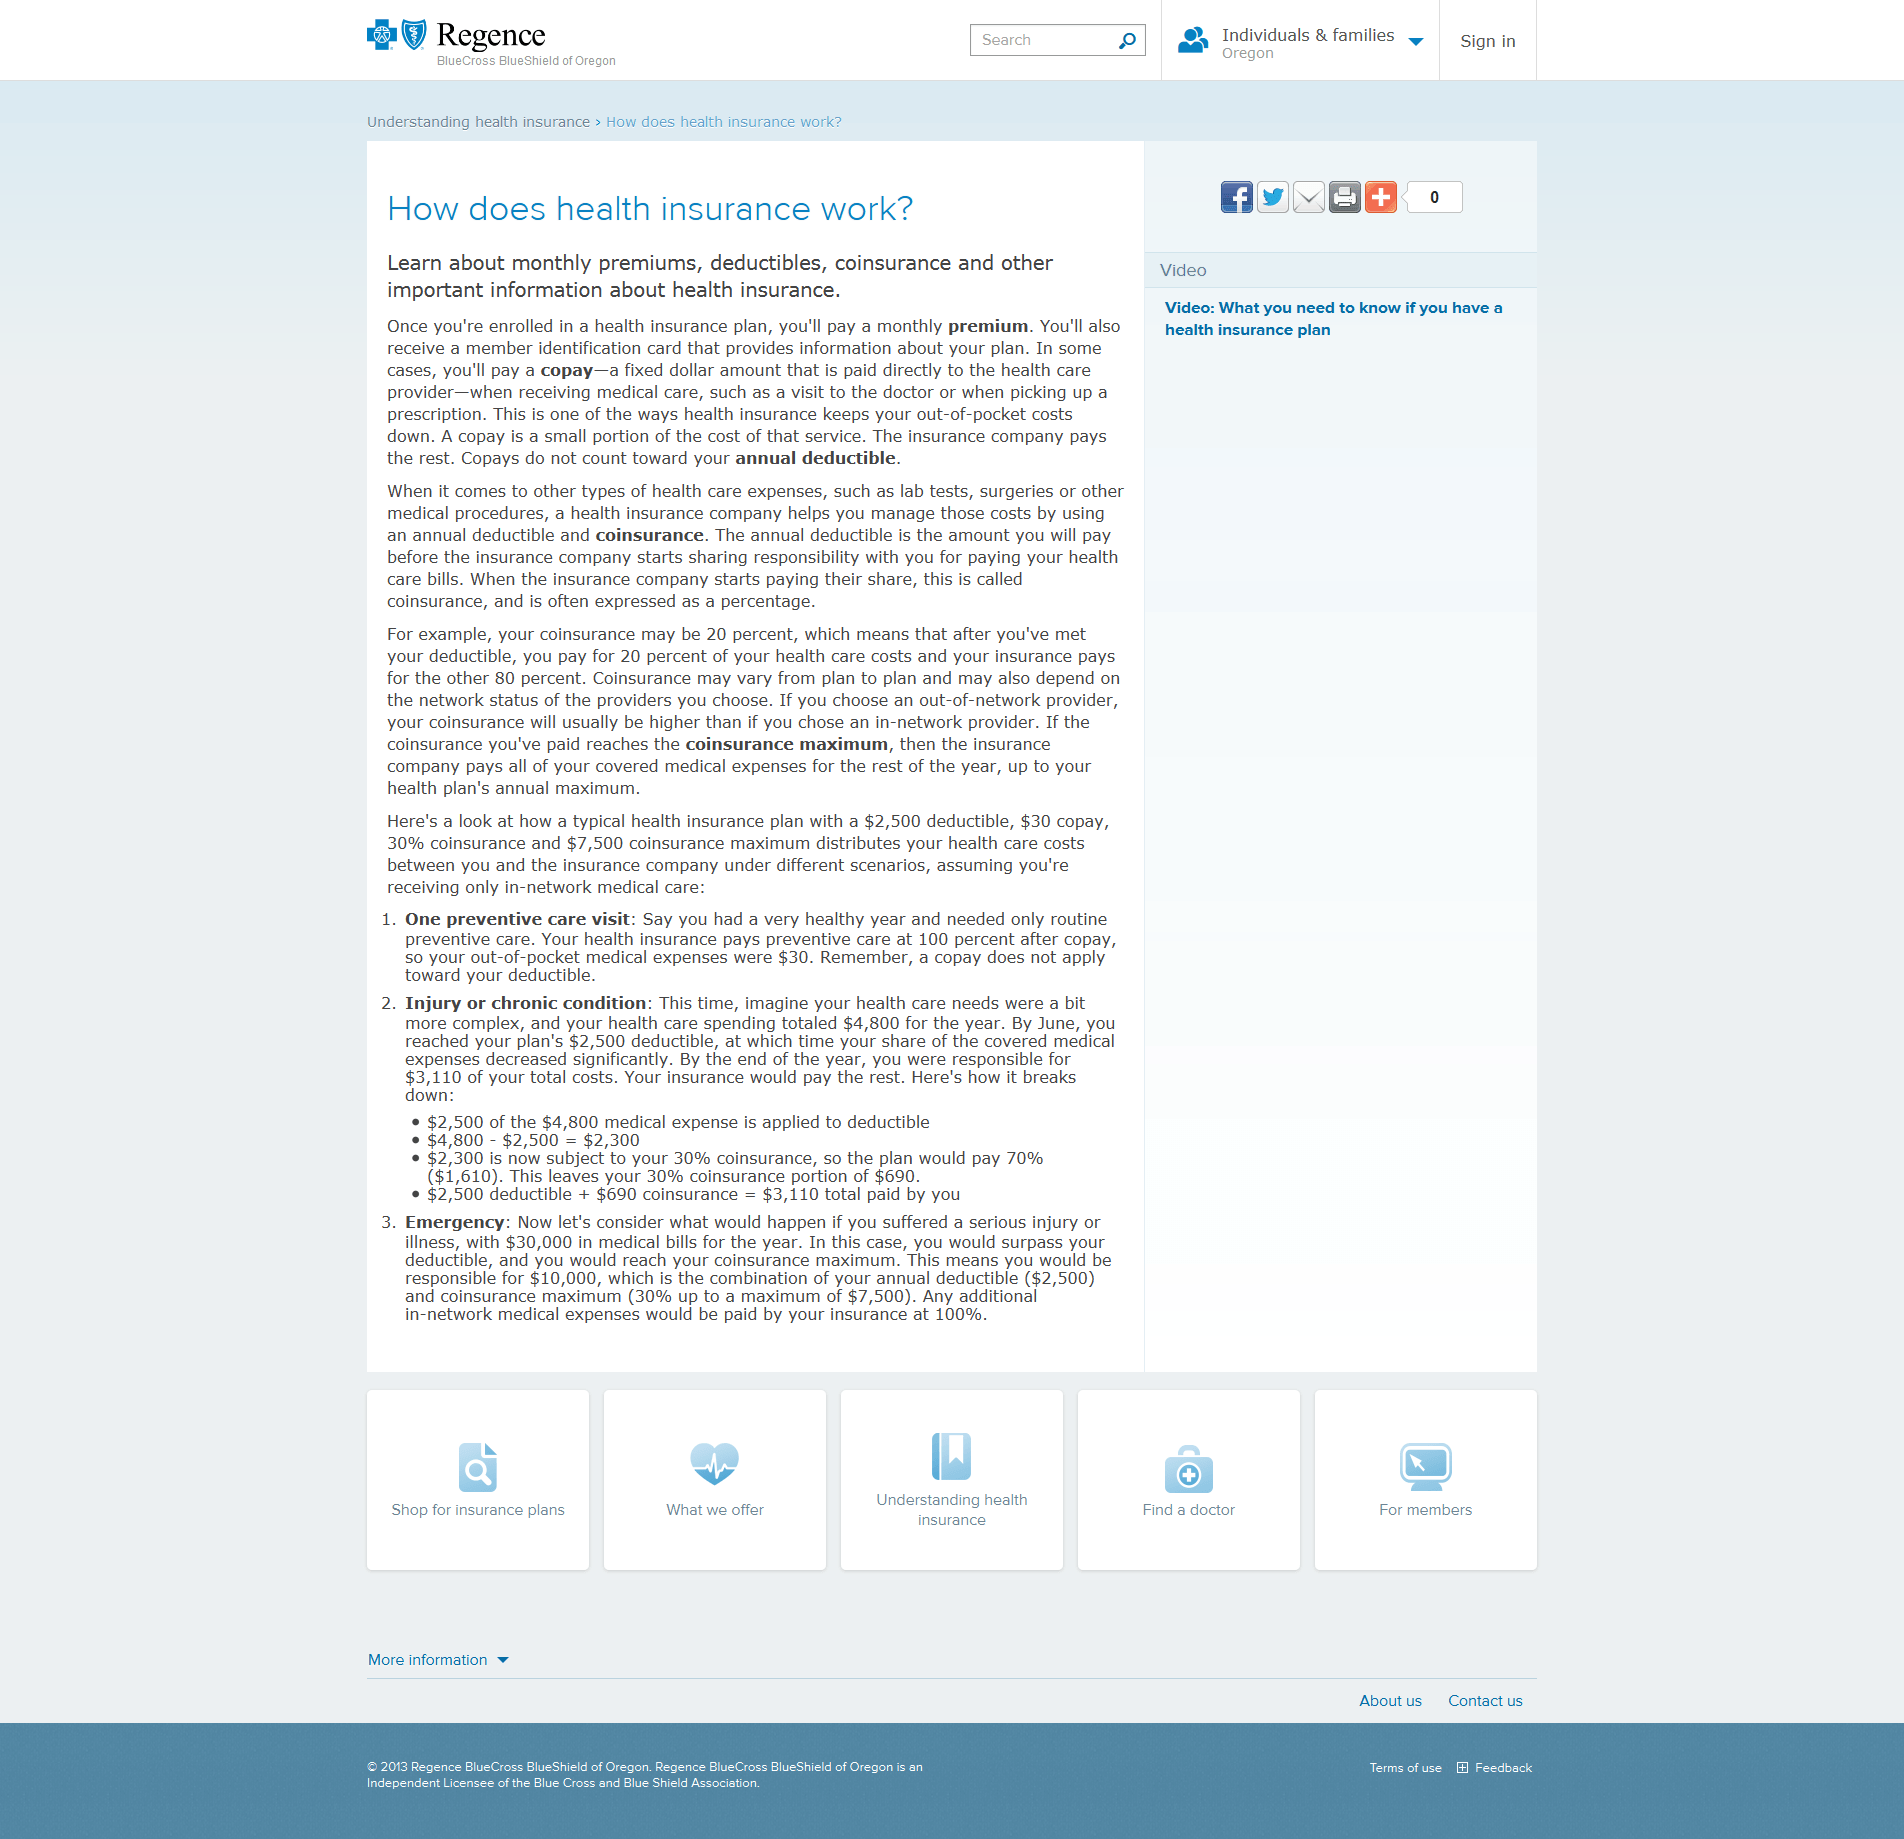 Regence
BlueCross BlueShield of Oregon
Search
Individuals & families
Oregon
Sign in
Understanding health insurance › How does health insurance work?
How does health insurance work?
0
Learn about monthly premiums, deductibles, coinsurance and other
important information about health insurance.
Once you're enrolled in a health insurance plan, you'll pay a monthly premium. You'll also
receive a member identification card that provides information about your plan. In some
cases, you'll pay a copay—a fixed dollar amount that is paid directly to the health care
provider—when receiving medical care, such as a visit to the doctor or when picking up a
prescription. This is one of the ways health insurance keeps your out-of-pocket costs
down. A copay is a small portion of the cost of that service. The insurance company pays
the rest. Copays do not count toward your annual deductible.
When it comes to other types of health care expenses, such as lab tests, surgeries or other
medical procedures, a health insurance company helps you manage those costs by using
an annual deductible and coinsurance. The annual deductible is the amount you will pay
before the insurance company starts sharing responsibility with you for paying your health
care bills. When the insurance company starts paying their share, this is called
coinsurance, and is often expressed as a percentage.
For example, your coinsurance may be 20 percent, which means that after you've met
your deductible, you pay for 20 percent of your health care costs and your insurance pays
for the other 80 percent. Coinsurance may vary from plan to plan and may also depend on
the network status of the providers you choose. If you choose an out-of-network provider,
your coinsurance will usually be higher than if you chose an in-network provider. If the
coinsurance you've paid reaches the coinsurance maximum, then the insurance
company pays all of your covered medical expenses for the rest of the year, up to your
health plan's annual maximum.
Here's a look at how a typical health insurance plan with a $2,500 deductible, $30 copay,
30% coinsurance and $7,500 coinsurance maximum distributes your health care costs
between you and the insurance company under different scenarios, assuming you're
receiving only in-network medical care:
1. One preventive care visit: Say you had a very healthy year and needed only routine
preventive care. Your health insurance pays preventive care at 100 percent after copay,
so your out-of-pocket medical expenses were $30. Remember, a copay does not apply
toward your deductible.
2. Injury or chronic condition: This time, imagine your health care needs were a bit
more complex, and your health care spending totaled $4,800 for the year. By June, you
reached your plan's $2,500 deductible, at which time your share of the covered medical
expenses decreased significantly. By the end of the year, you were responsible for
$3,110 of your total costs. Your insurance would pay the rest. Here's how it breaks
down:
• $2,500 of the $4,800 medical expense is applied to deductible
• $4,800 - $2,500 = $2,300
• $2,300 is now subject to your 30% coinsurance, so the plan would pay 70%
($1,610). This leaves your 30% coinsurance portion of $690.
• $2,500 deductible + $690 coinsurance = $3,110 total paid by you
3. Emergency: Now let's consider what would happen if you suffered a serious injury or
illness, with $30,000 in medical bills for the year. In this case, you would surpass your
deductible, and you would reach your coinsurance maximum. This means you would be
responsible for $10,000, which is the combination of your annual deductible ($2,500)
and coinsurance maximum (30% up to a maximum of $7,500). Any additional
in-network medical expenses would be paid by your insurance at 100%.
Video
Video: What you need to know if you have a
health insurance plan
Shop for insurance plans
What we offer
Understanding health
insurance
Find a doctor
For members
More information
About us
Contact us
© 2013 Regence BlueCross BlueShield of Oregon. Regence BlueCross BlueShield of Oregon is an
Independent Licensee of the Blue Cross and Blue Shield Association.
Terms of use
Feedback